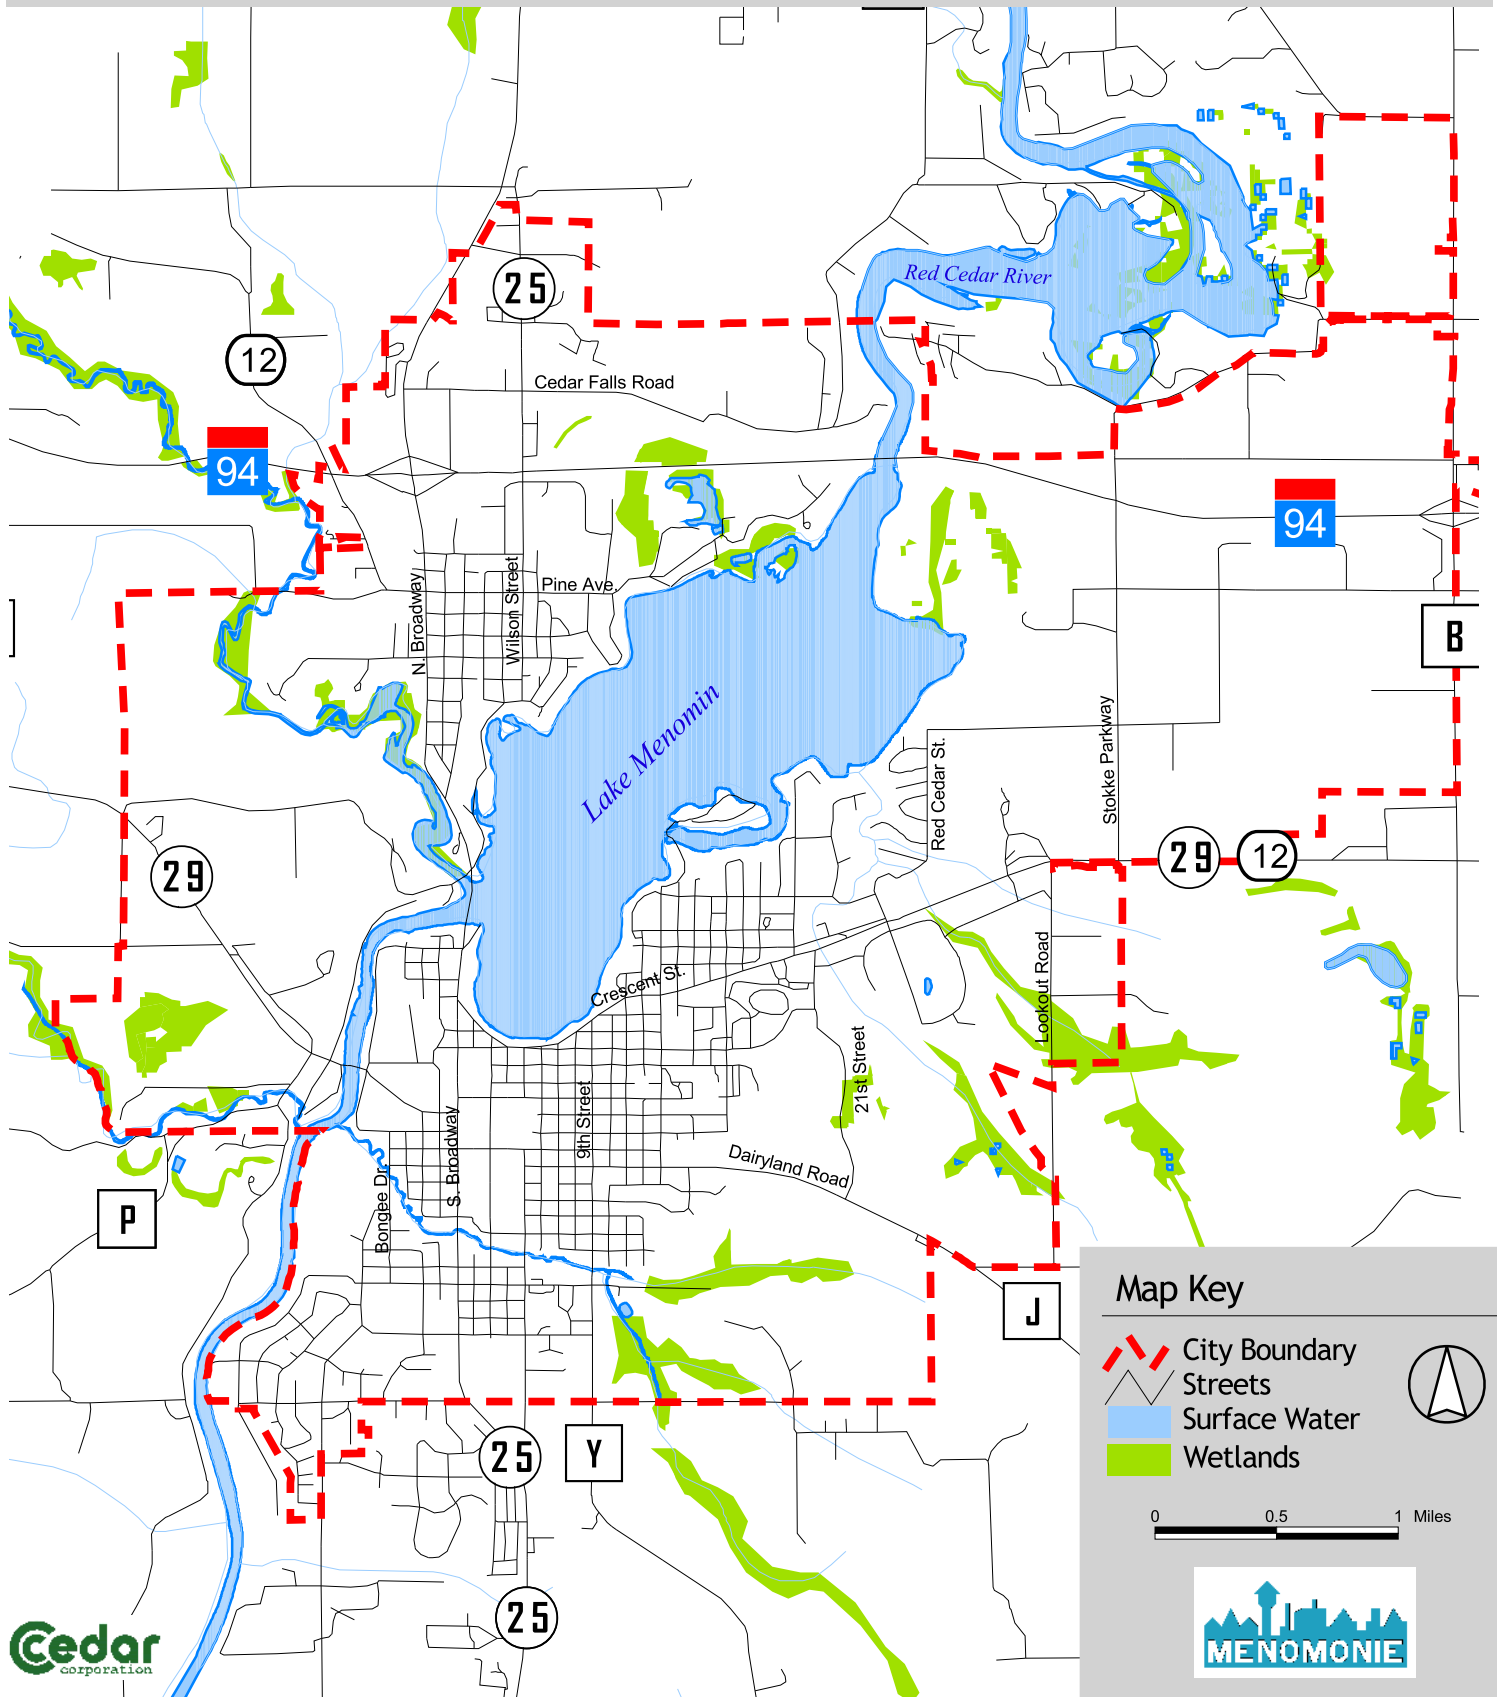 Red Cedar River
25
12
Cedar Falls Road
94
94
Pine Ave.
N. Broadway
Wilson Street
B
Lake Menomin
Red Cedar St.
Stokke Parkway
29
29
12
Crescent St.
Lookout Road
21st Street
9th Street
S. Broadway
Bongee Dr.
Dairyland Road
P
J
25
Y
25
Map Key
City Boundary
Streets
Surface Water
Wetlands
0 0.5 1 Miles
MENOMONIE
Cedar
corporation